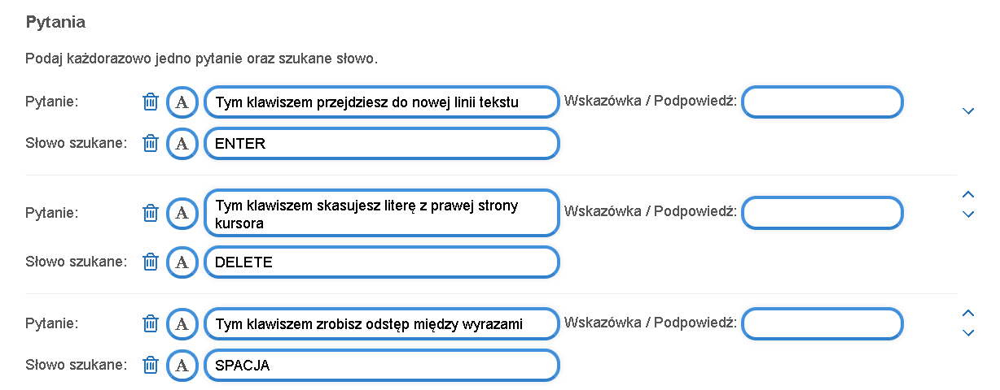 Pytania
Podaj każdorazowo jedno pytanie oraz szukane słowo.
Pytanie: A Tym klawiszem przejdziesz do nowej linii tekstu Wskazówka / Podpowiedź:
Słowo szukane: A ENTER
Pytanie: A Tym klawiszem skasujesz literę z prawej strony
kursora Wskazówka / Podpowiedź:
Słowo szukane: A DELETE
Pytanie: A Tym klawiszem zrobisz odstęp między wyrazami Wskazówka / Podpowiedź:
Słowo szukane: A SPACJA